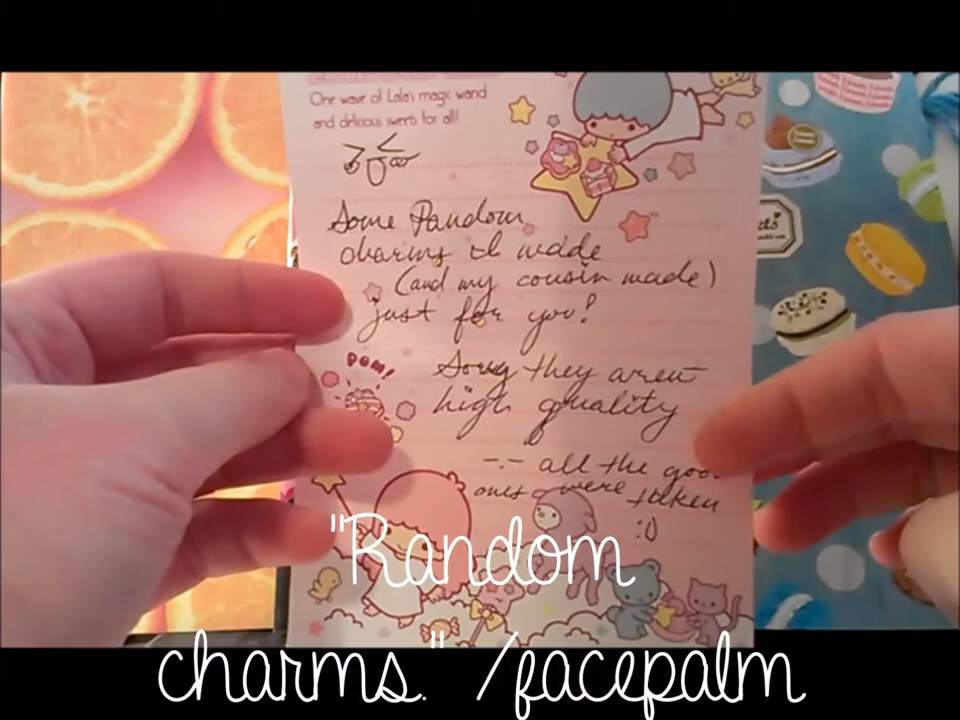 One wave of Lala's magic wand
and delicious sweets for all!
Some Random
charms I made
(and my cousin made)
just for you!
POM!
Sorry they aren't
high quality
-.- all the good
ones were taken
:0
"Random
charms." /facepalm